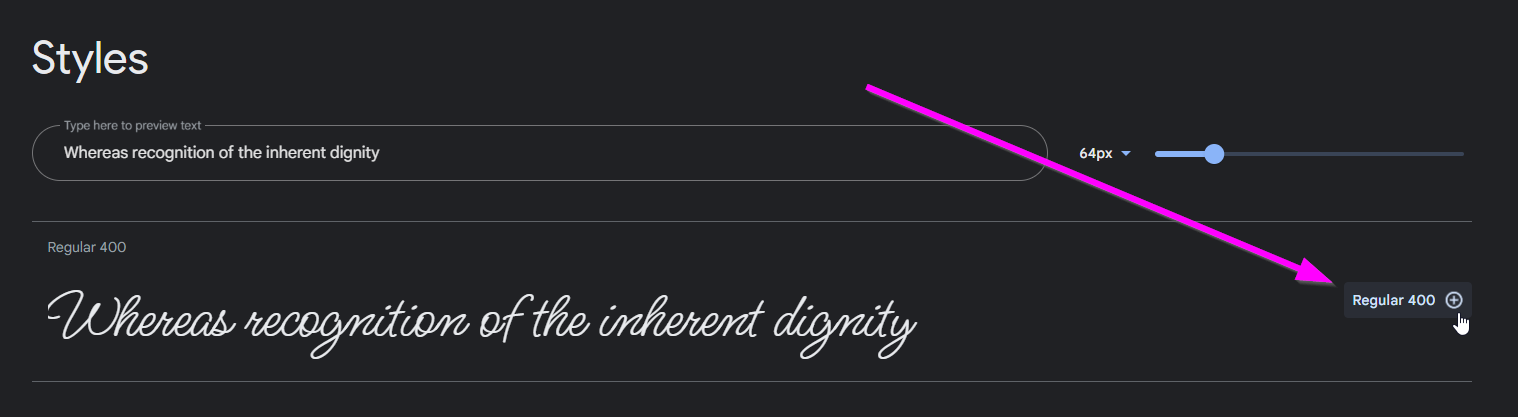 Styles
Type here to preview text
Whereas recognition of the inherent dignity
64px
Regular 400
Whereas recognition of the inherent dignity
Regular 400